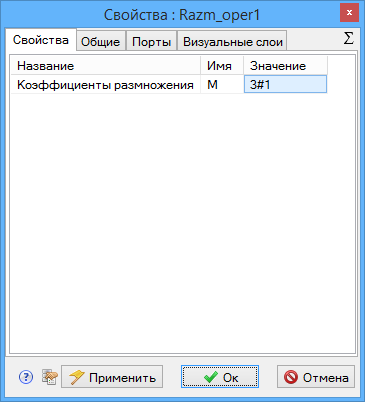 Свойства : Razm_oper1
x
Свойства Общие Порты Визуальные слои Σ
Название Имя Значение
Коэффициенты размножения M 3#1
? Применить Ок Отмена